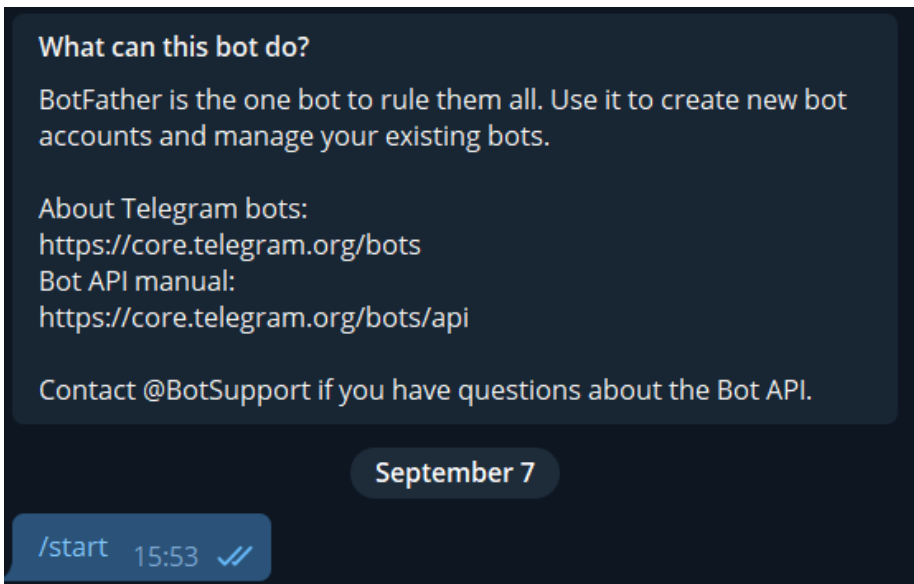 What can this bot do?
BotFather is the one bot to rule them all. Use it to create new bot
accounts and manage your existing bots.
About Telegram bots:
https://core.telegram.org/bots
Bot API manual:
https://core.telegram.org/bots/api
Contact @BotSupport if you have questions about the Bot API.
September 7
/start 15:53